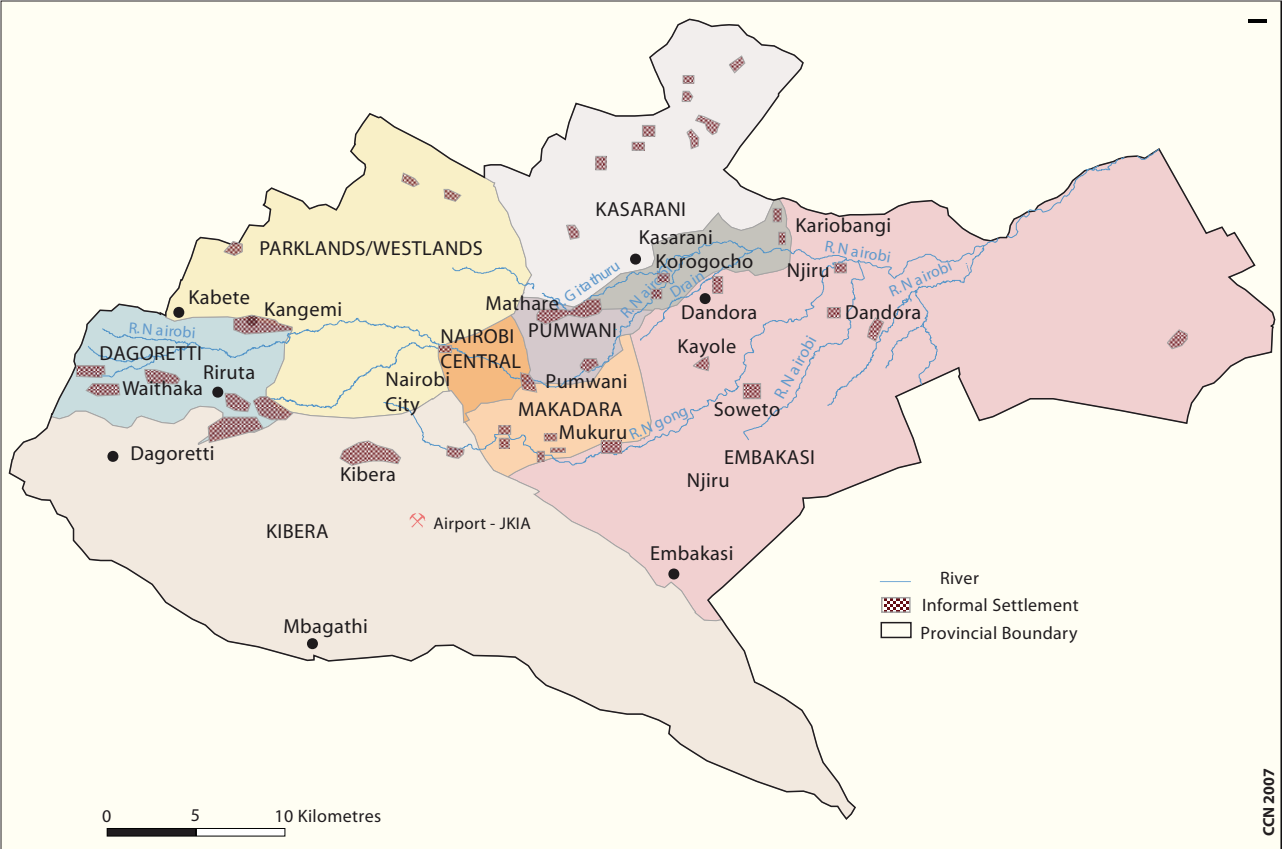 KASARANI
Kasarani
Kariobangi
PARKLANDS/WESTLANDS
R.Nairobi
Korogocho
Njiru
R.Gitathuru
R.Nairobi
R.Nairobi
Drain
Kabete
Mathare
Kangemi
Dandora
Dandora
R.Nairobi
PUMWANI
NAIROBI
CENTRAL
DAGORETTI
Kayole
Riruta
R.Nairobi
Waithaka
Nairobi
City
Pumwani
MAKADARA
Soweto
Mukuru
R.Ngong
Dagoretti
EMBAKASI
Kibera
Njiru
KIBERA
Airport - JKIA
Embakasi
River
Informal Settlement
Provincial Boundary
Mbagathi
0 5 10 Kilometres
CCN 2007